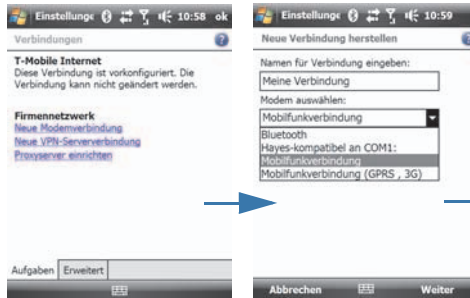 Einstellunge 10:58 ok
Verbindungen
T-Mobile Internet
Diese Verbindung ist vorkonfiguriert. Die
Verbindung kann nicht geändert werden.
Firmennetzwerk
Neue Modemverbindung
Neue VPN-Serververbindung
Proxyserver einrichten
Aufgaben Erweitert
Einstellunge 10:59
Neue Verbindung herstellen
Namen für Verbindung eingeben:
Meine Verbindung
Modem auswählen:
Mobilfunkverbindung
Bluetooth
Hayes-kompatibel an COM1:
Mobilfunkverbindung
Mobilfunkverbindung (GPRS , 3G)
Abbrechen Weiter